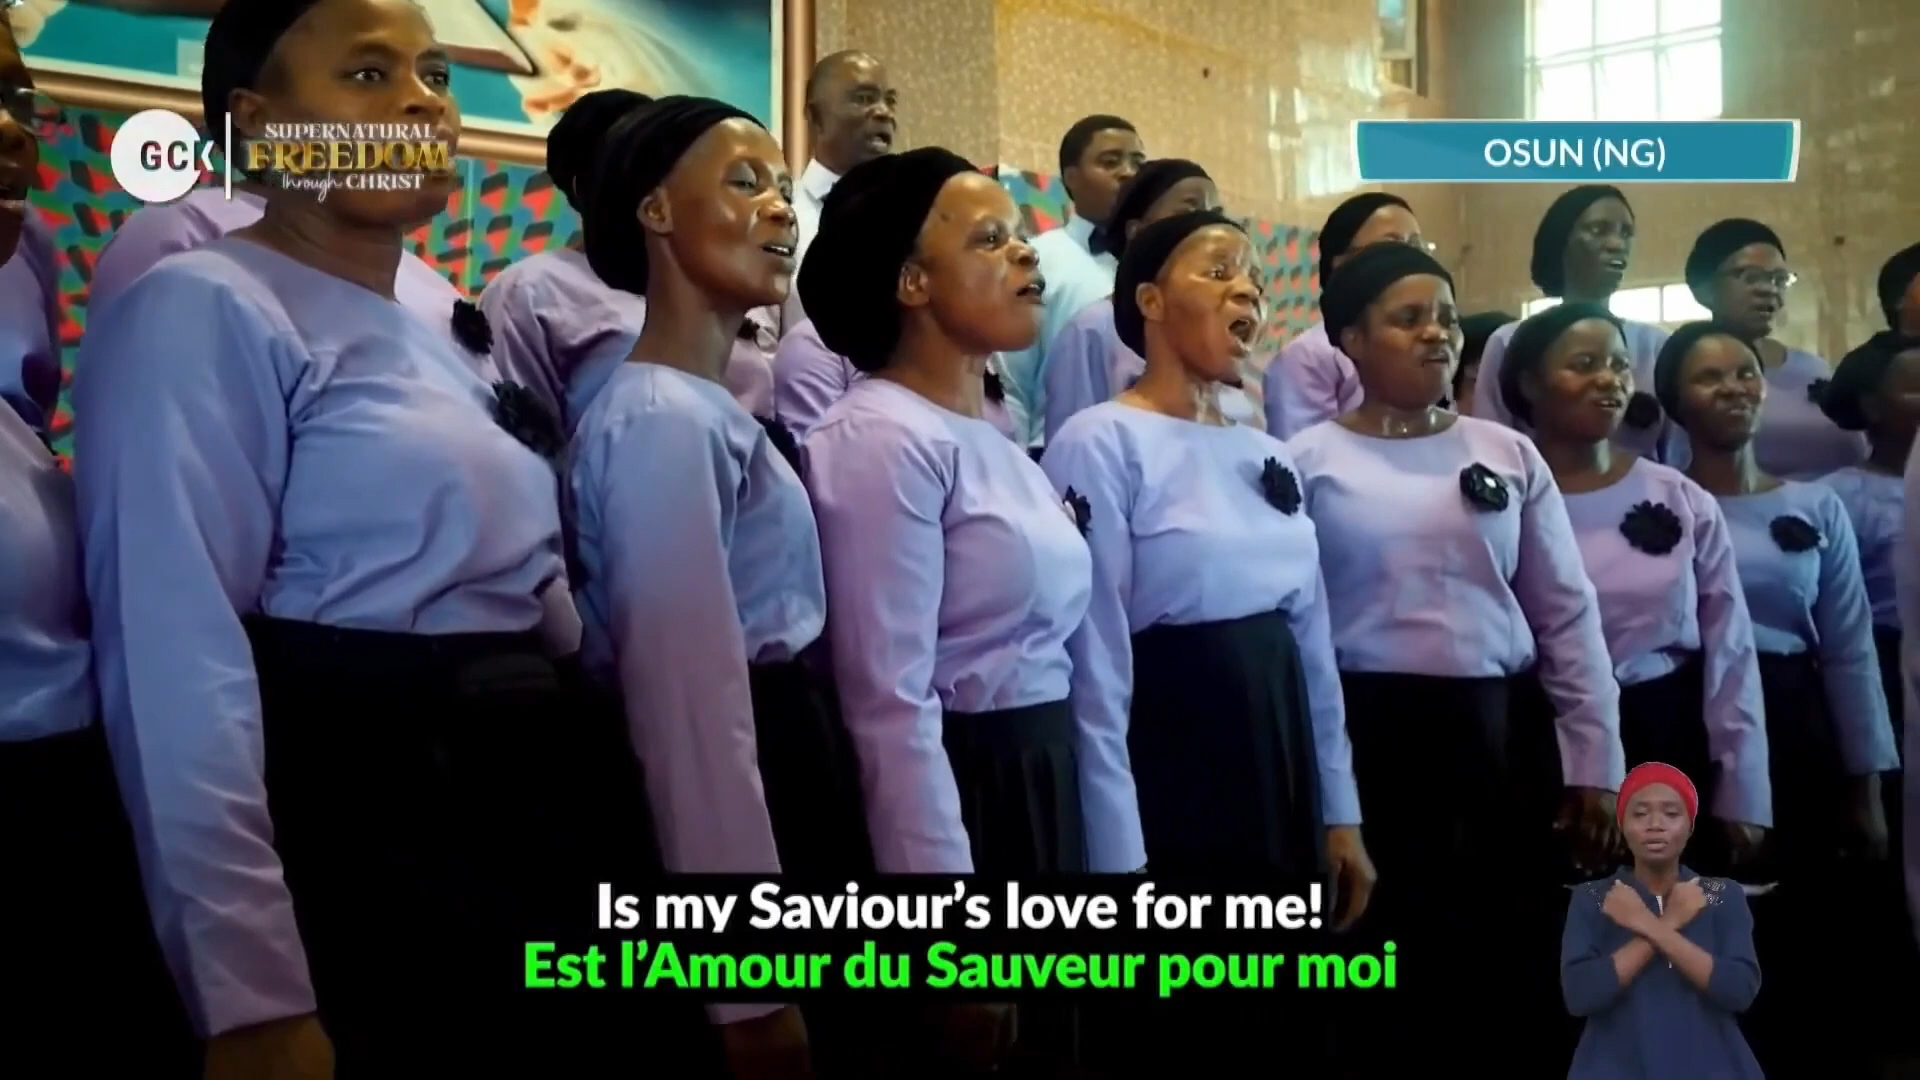 GCK
SUPERNATURAL
FREEDOM
through CHRIST
OSUN (NG)
Is my Saviour’s love for me!
Est l’Amour du Sauveur pour moi